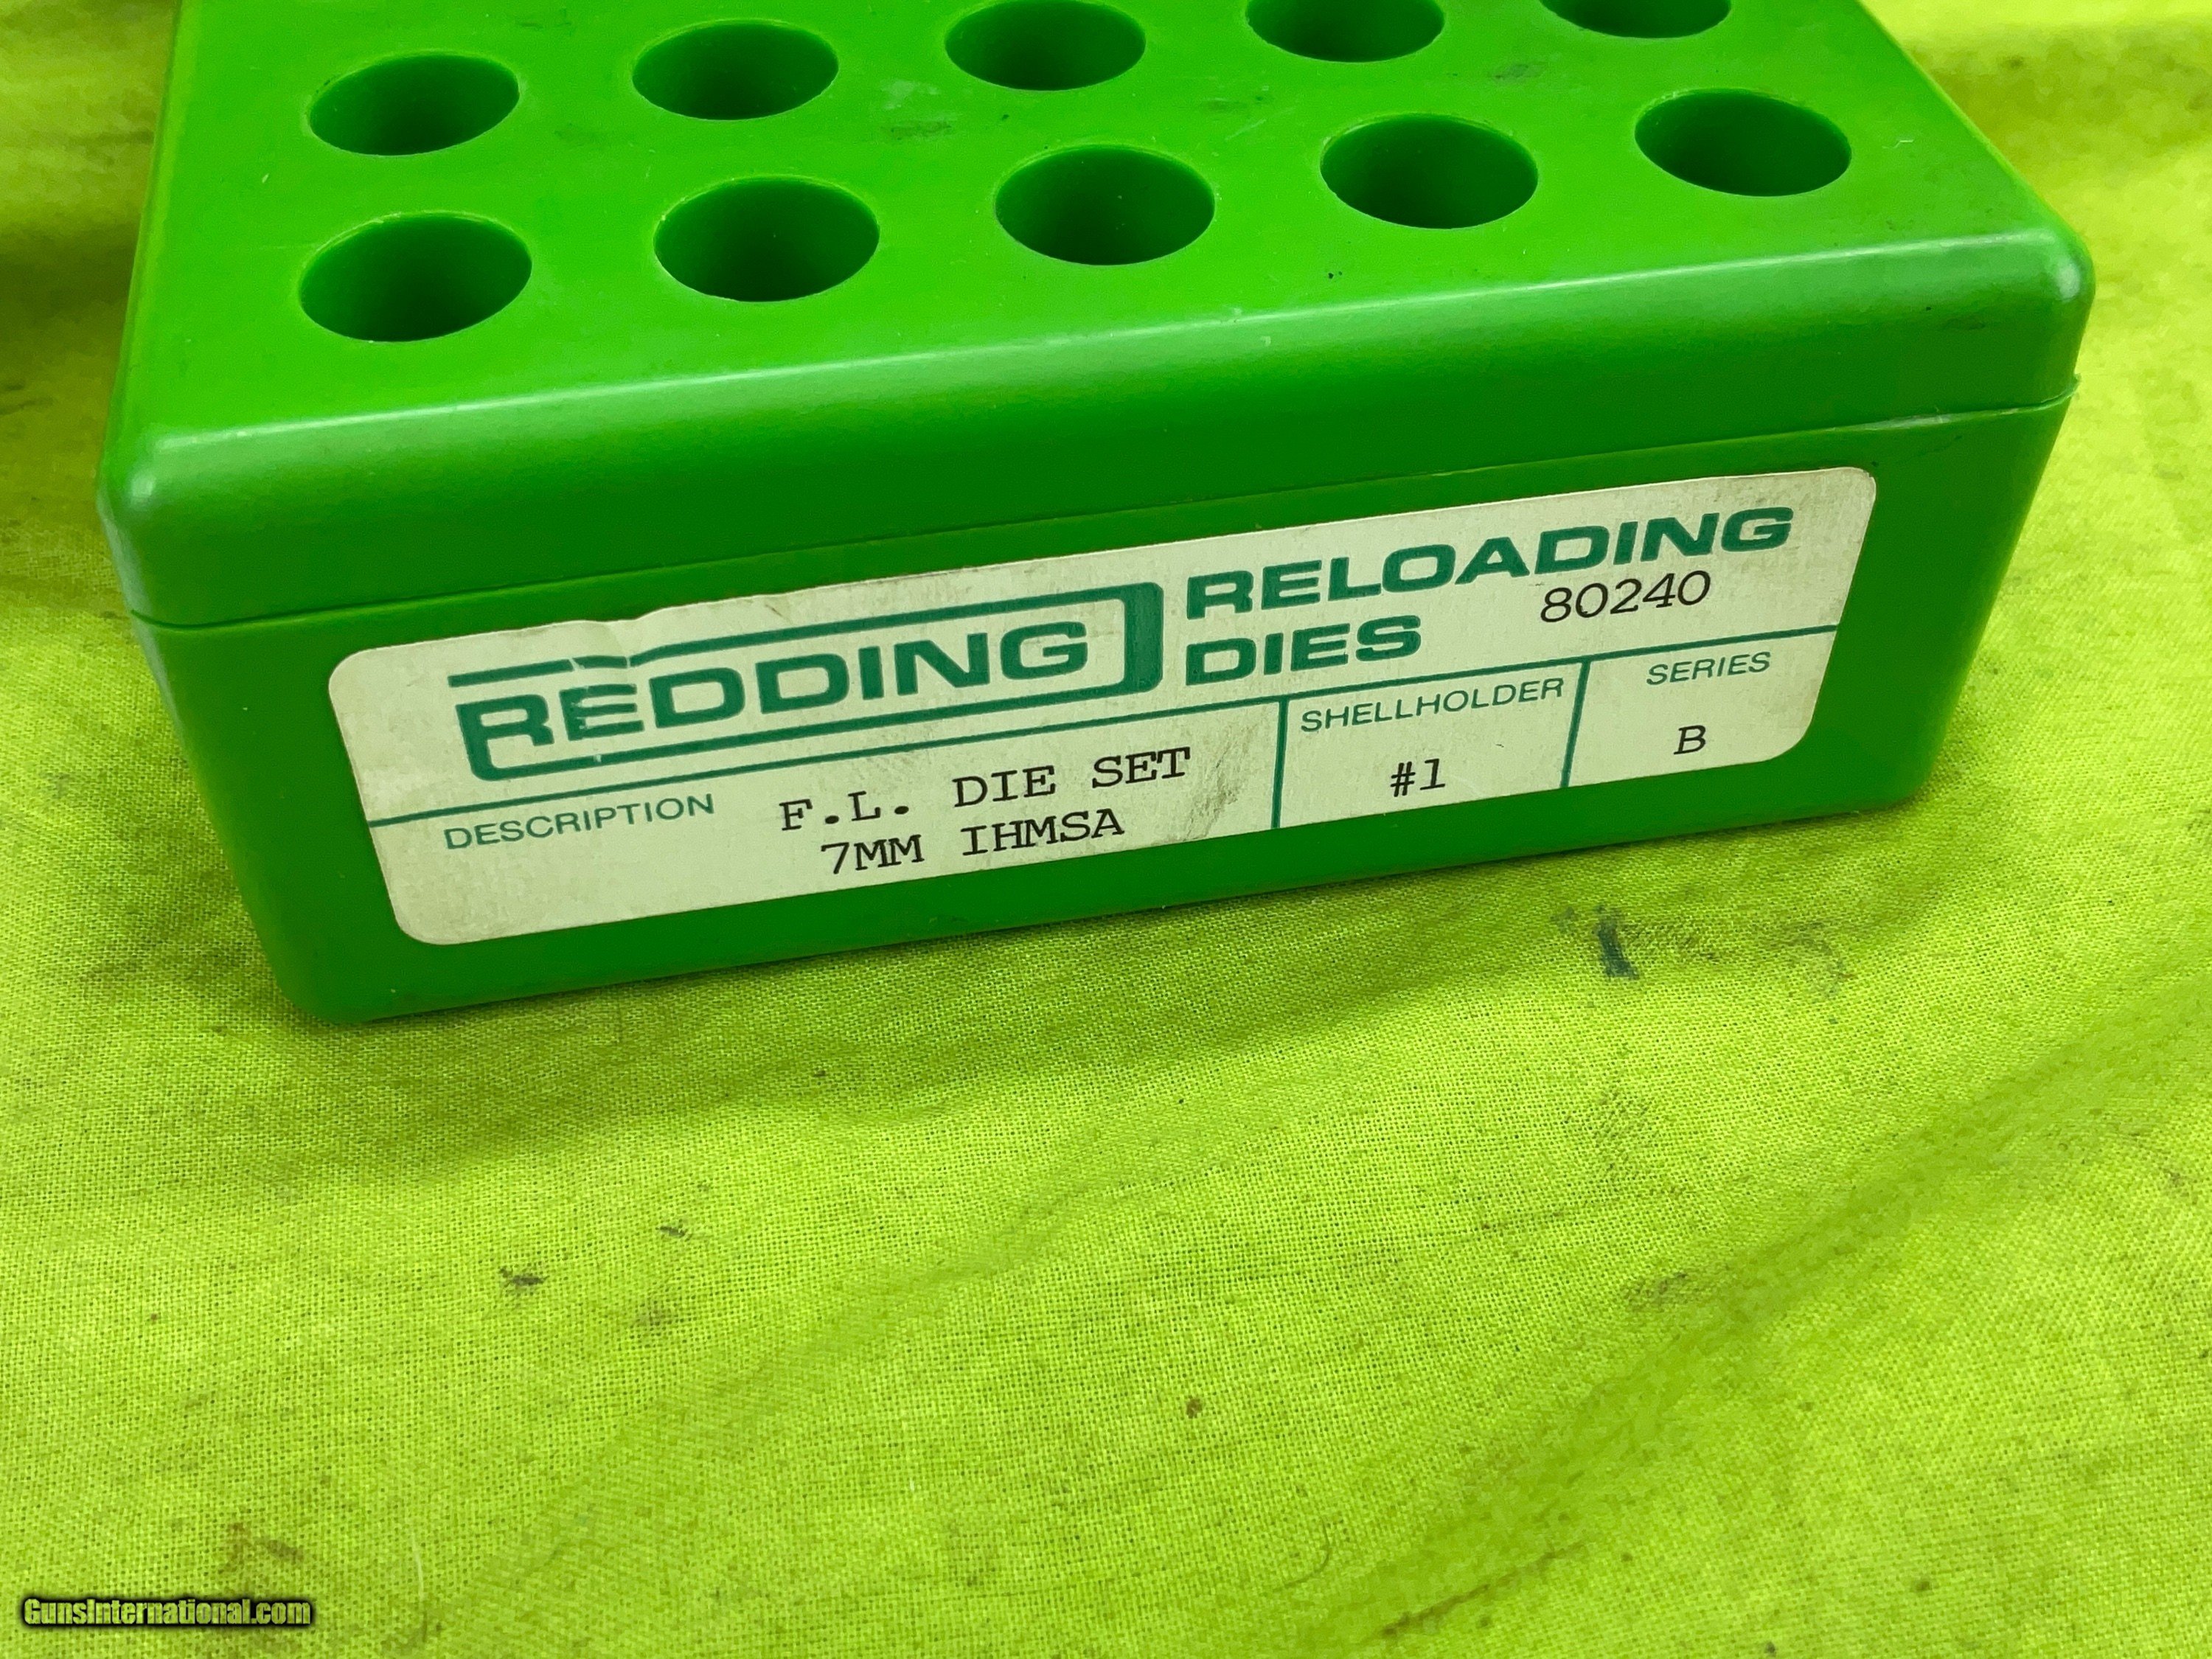 REDDING RELOADING
DIES 80240
DESCRIPTION F.L. DIE SET
7MM IHMSA
SHELLHOLDER
#1
SERIES
B
GunsInternational.com